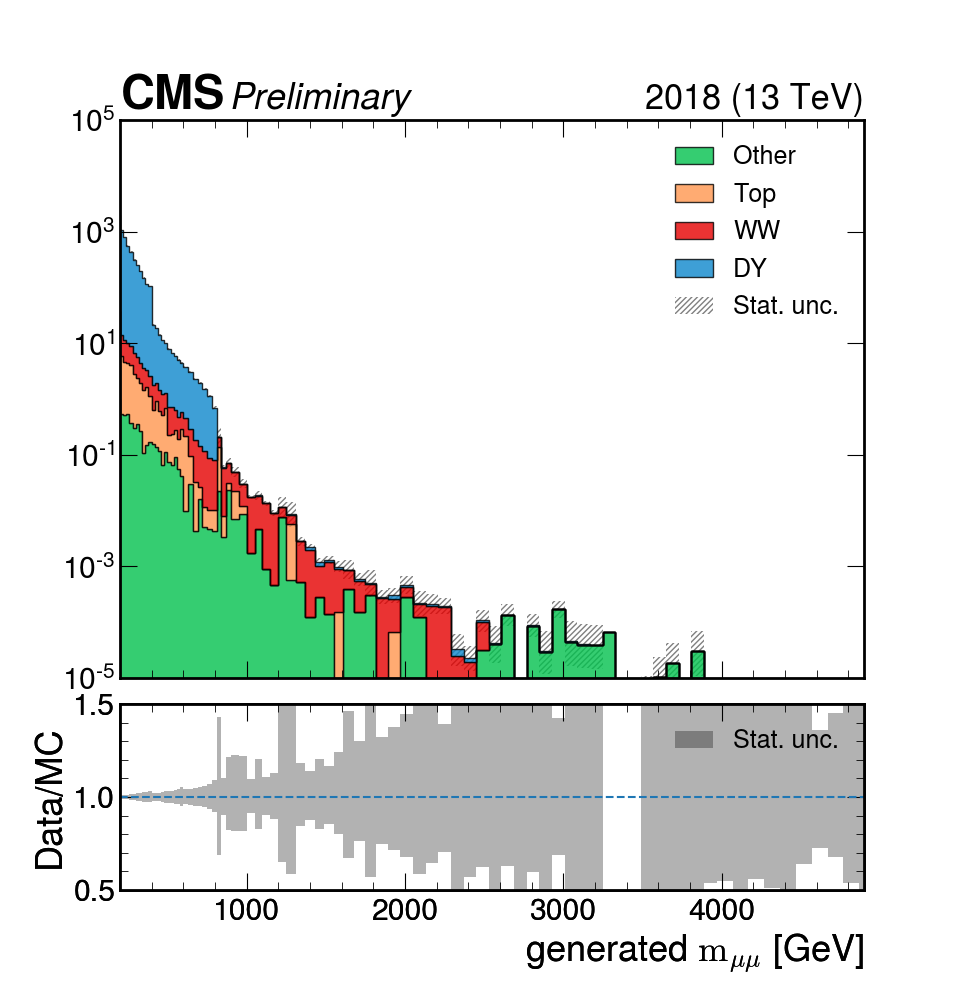 CMS Preliminary 2018 (13 TeV)
10^5
10^3
10^1
10^-1
10^-3
10^-5
Other
Top
WW
DY
Stat. unc.
1.5
1.0
0.5
Data/MC
Stat. unc.
1000 2000 3000 4000
generated m_μμ [GeV]